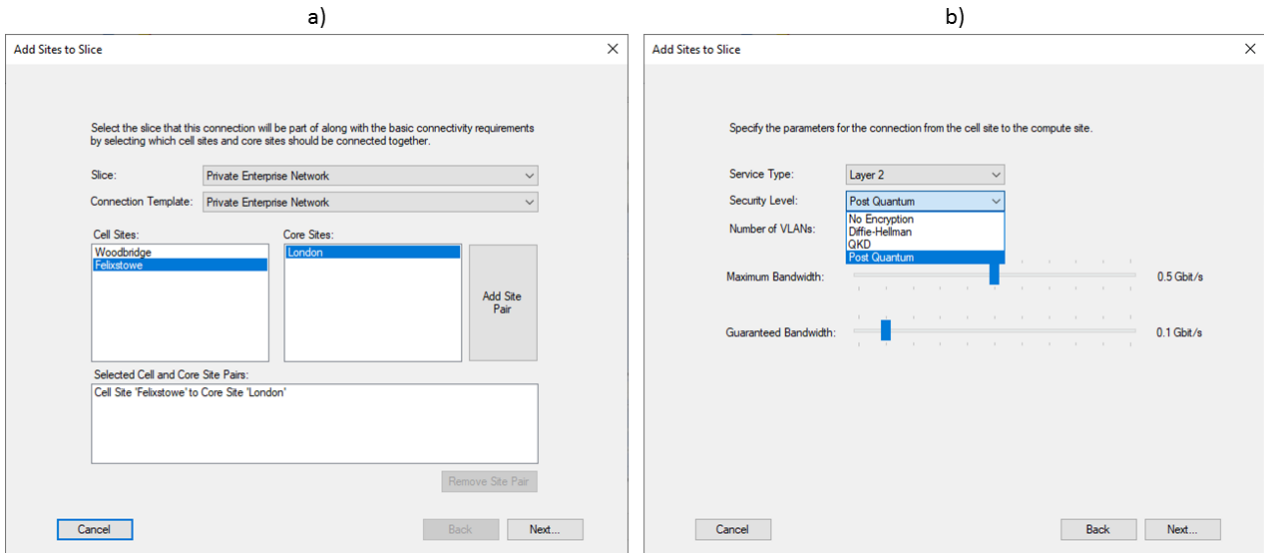 a)
Add Sites to Slice
Select the slice that this connection will be part of along with the basic connectivity requirements
by selecting which cell sites and core sites should be connected together.
Slice:
Private Enterprise Network
Connection Template:
Private Enterprise Network
Cell Sites:
Core Sites:
Woodbridge
Felixstowe
London
Add Site
Pair
Selected Cell and Core Site Pairs:
Cell Site 'Felixstowe' to Core Site 'London'
Remove Site Pair
Cancel
Back
Next...
b)
Add Sites to Slice
Specify the parameters for the connection from the cell site to the compute site.
Service Type:
Layer 2
Security Level:
Post Quantum
No Encryption
Diffie-Hellman
QKD
Post Quantum
Number of VLANs:
Maximum Bandwidth:
0.5 Gbit/s
Guaranteed Bandwidth:
0.1 Gbit/s
Cancel
Back
Next...